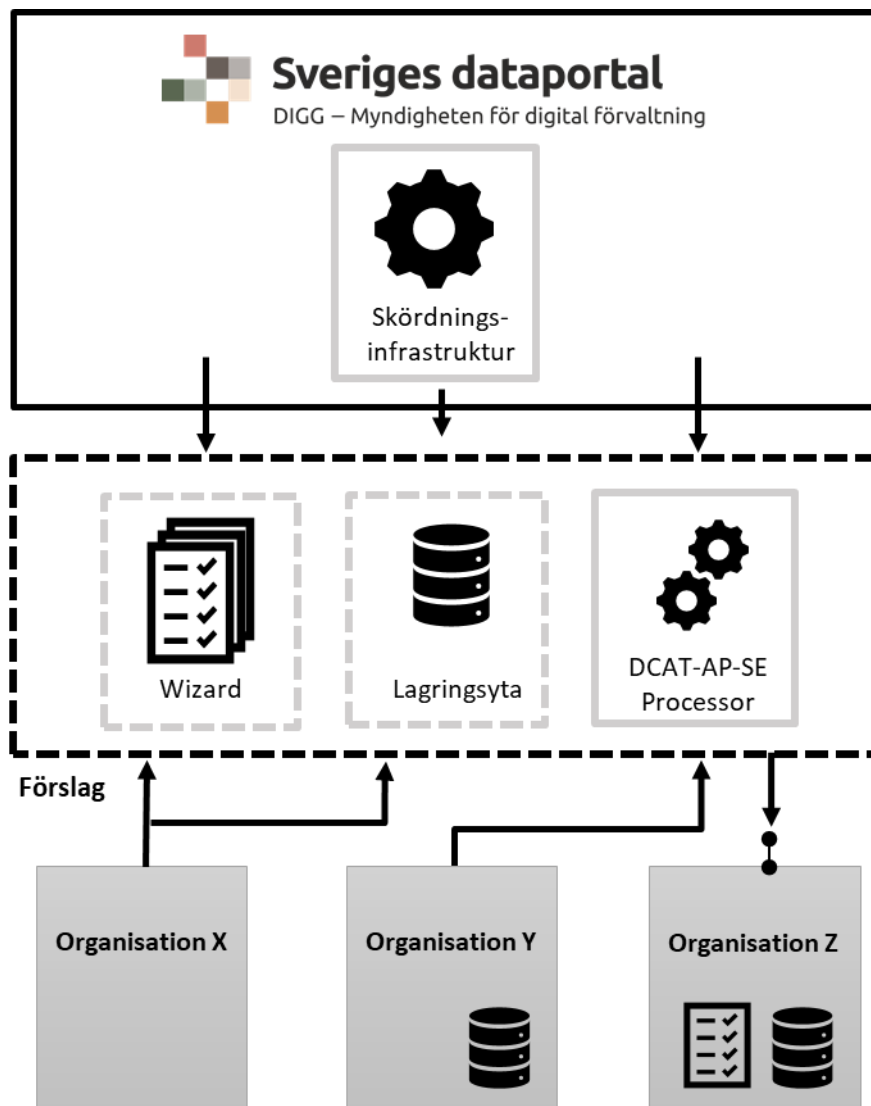 Sveriges dataportal
DIGG – Myndigheten för digital förvaltning
Skördnings-
infrastruktur
Wizard
Lagringsyta
DCAT-AP-SE
Processor
Förslag
Organisation X
Organisation Y
Organisation Z